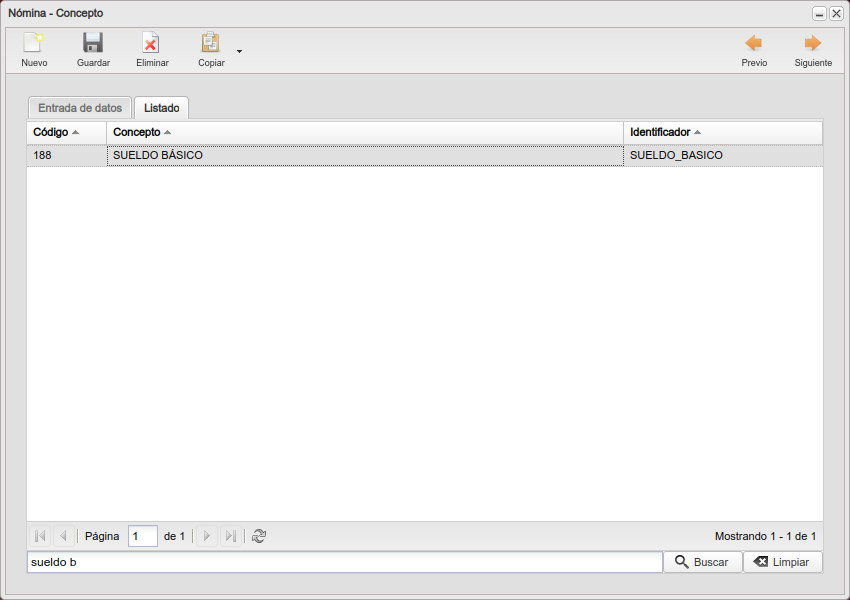 Nómina - Concepto
Nuevo Guardar Eliminar Copiar Previo Siguiente
Entrada de datos Listado
Código Concepto Identificador
188 SUELDO BÁSICO SUELDO_BASICO
Página 1 de 1 Mostrando 1 - 1 de 1
sueldo b Buscar Limpiar